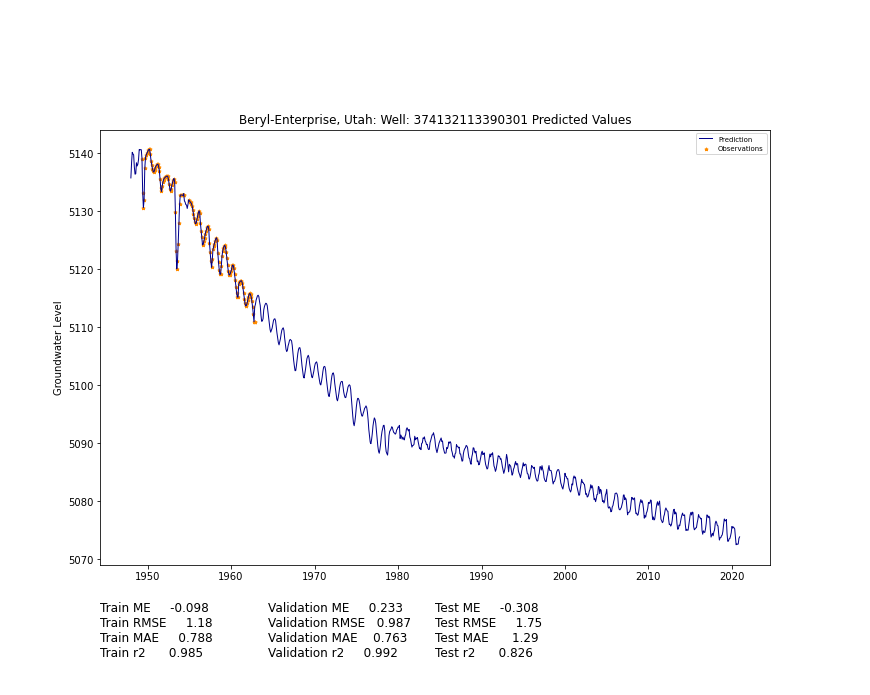 Beryl-Enterprise, Utah: Well: 374132113390301 Predicted Values
Prediction
Observations
Groundwater Level
5140
5130
5120
5110
5100
5090
5080
5070
1950 1960 1970 1980 1990 2000 2010 2020
Train ME -0.098 Validation ME 0.233 Test ME -0.308
Train RMSE 1.18 Validation RMSE 0.987 Test RMSE 1.75
Train MAE 0.788 Validation MAE 0.763 Test MAE 1.29
Train r2 0.985 Validation r2 0.992 Test r2 0.826